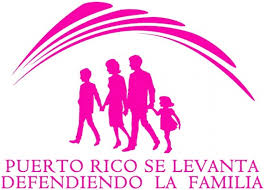 PUERTO RICO SE LEVANTA
DEFENDIENDO LA FAMILIA